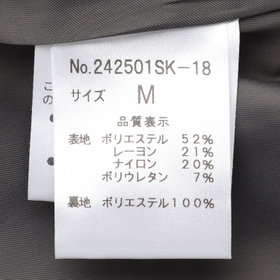 No.242501SK-18
サイズ M
品質表示
表地 ポリエステル 52%
レーヨン 21%
ナイロン 20%
ポリウレタン 7%
裏地 ポリエステル100%
こ
の